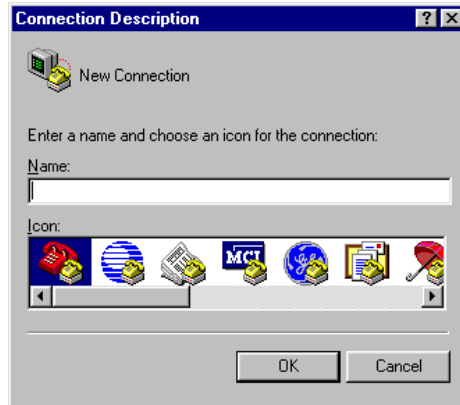 Connection Description
New Connection
Enter a name and choose an icon for the connection:
Name:
Icon:
MCI
OK
Cancel